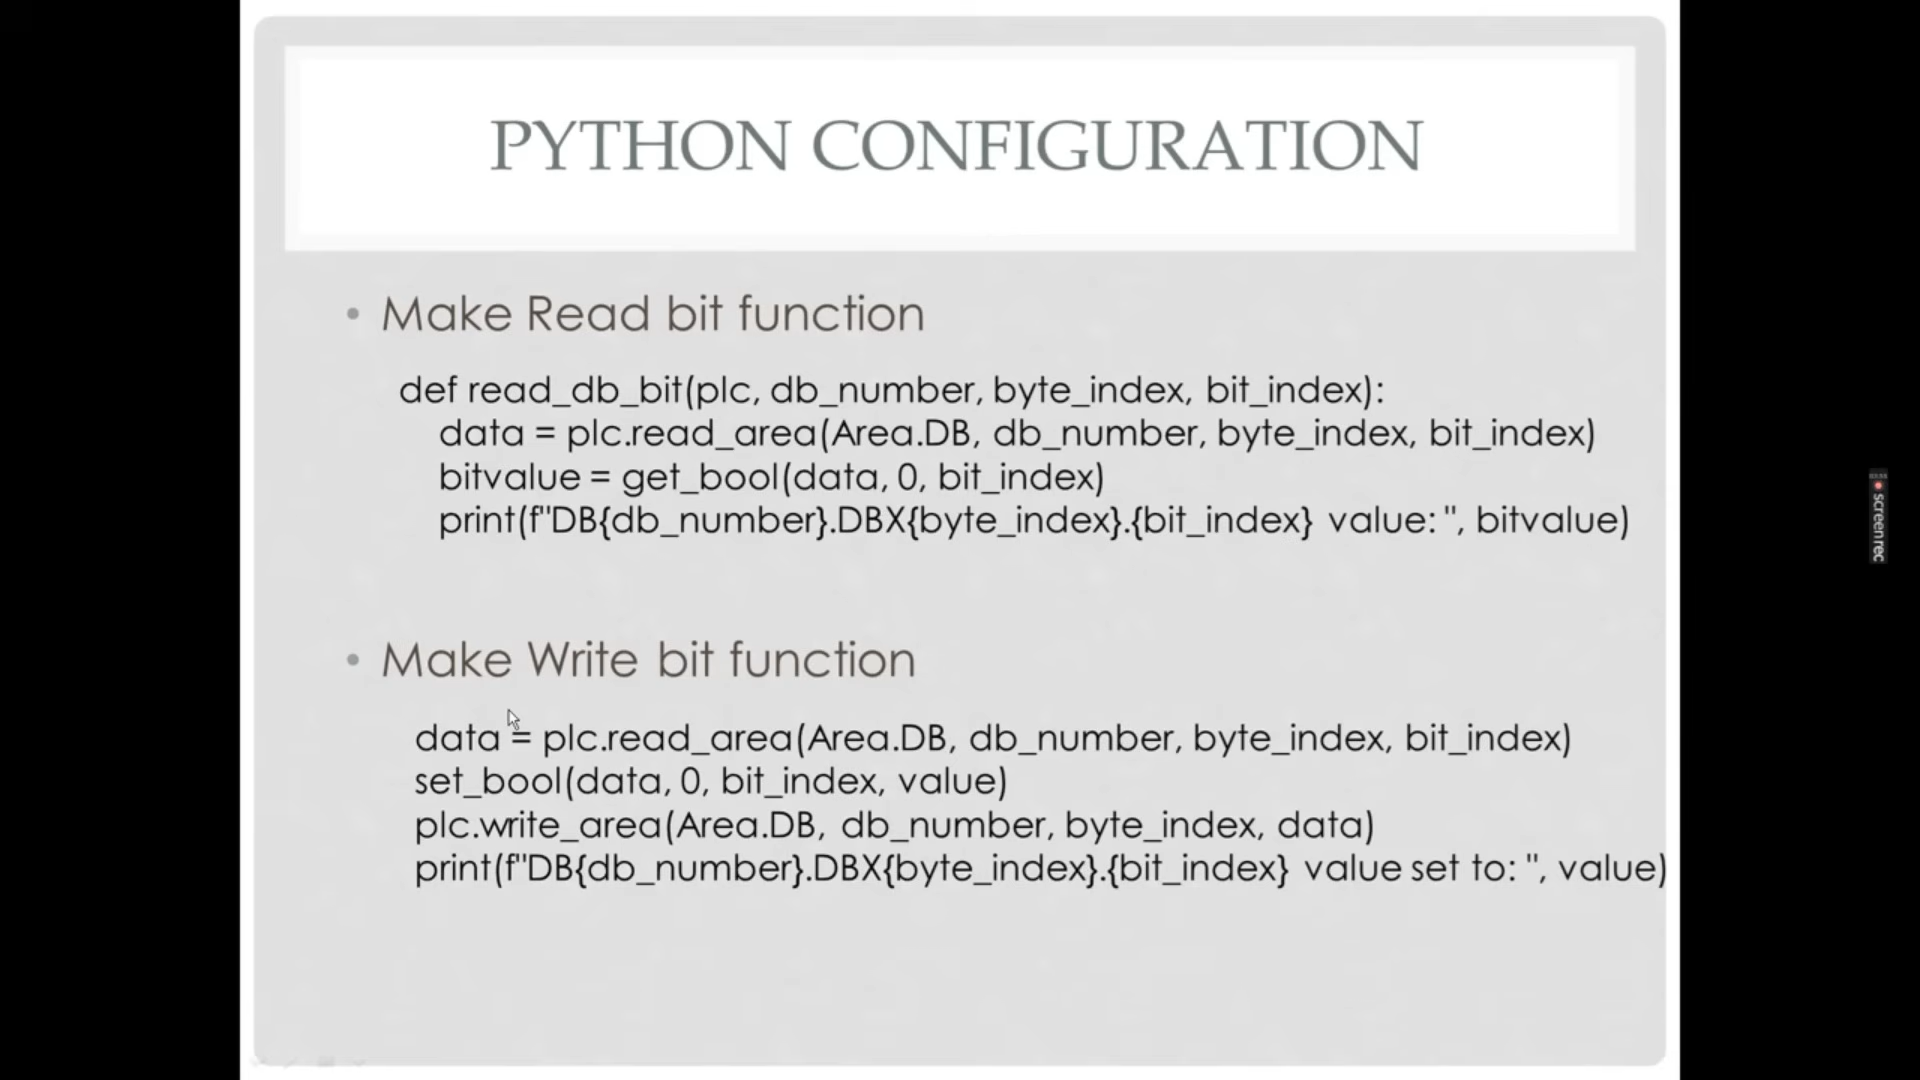 PYTHON CONFIGURATION
• Make Read bit function
def read_db_bit(plc, db_number, byte_index, bit_index):
data = plc.read_area(Area.DB, db_number, byte_index, bit_index)
bitvalue = get_bool(data, 0, bit_index)
print(f"DB{db_number}.DBX{byte_index}.{bit_index} value: ", bitvalue)
• Make Write bit function
data = plc.read_area(Area.DB, db_number, byte_index, bit_index)
set_bool(data, 0, bit_index, value)
plc.write_area(Area.DB, db_number, byte_index, data)
print(f"DB{db_number}.DBX{byte_index}.{bit_index} value set to: ", value)
screen rec